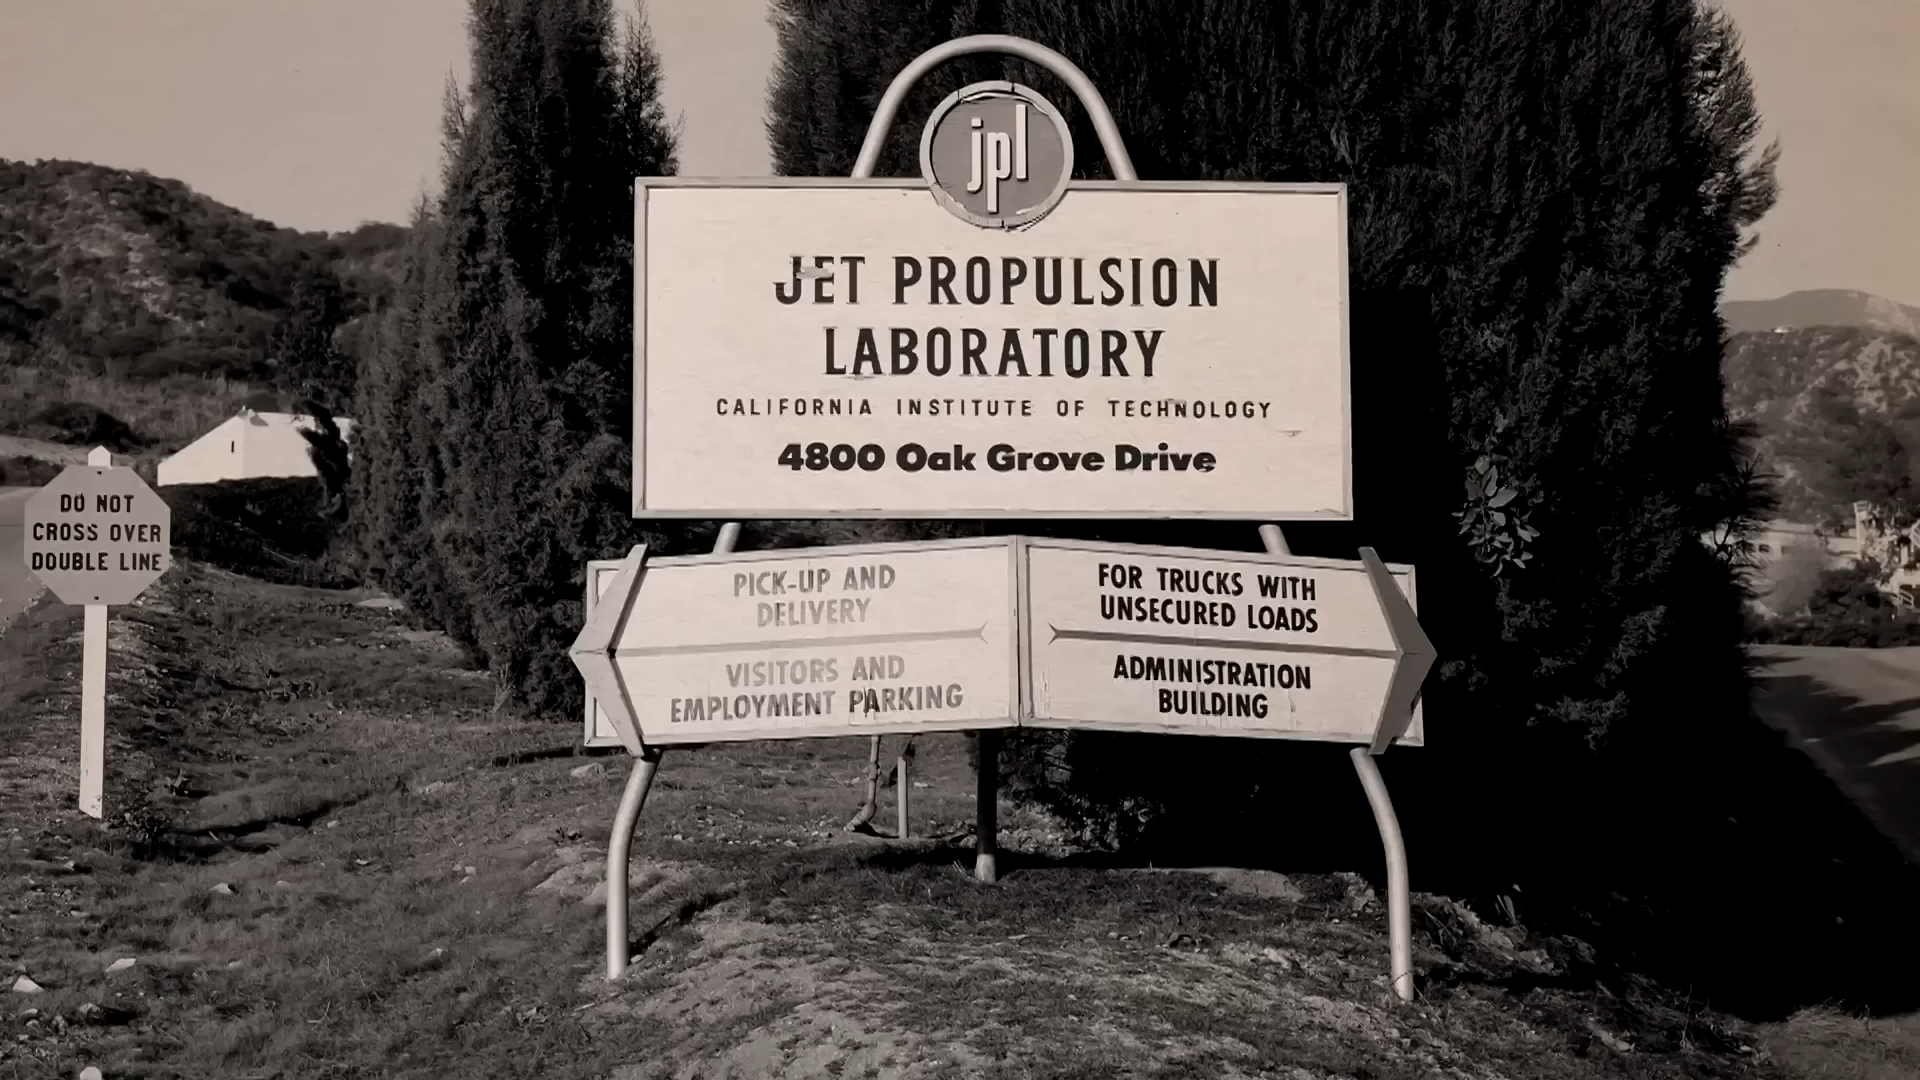 jpl
JET PROPULSION
LABORATORY
CALIFORNIA INSTITUTE OF TECHNOLOGY
4800 Oak Grove Drive
DO NOT
CROSS OVER
DOUBLE LINE
PICK-UP AND
DELIVERY
VISITORS AND
EMPLOYMENT PARKING
FOR TRUCKS WITH
UNSECURED LOADS
ADMINISTRATION
BUILDING